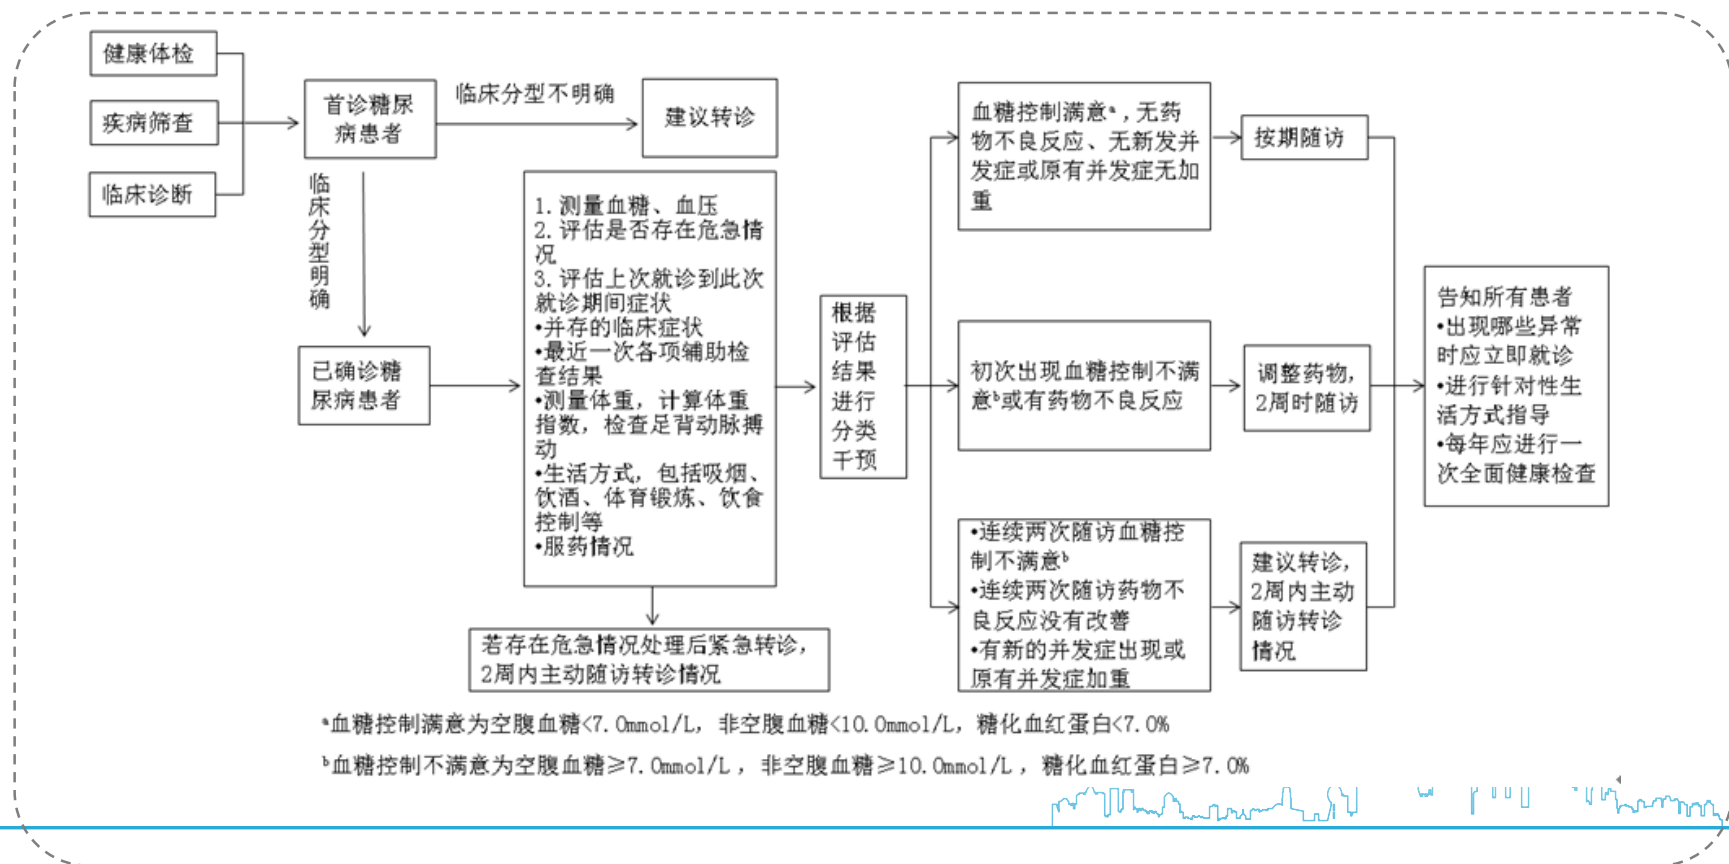 健康体检
疾病筛查
临床诊断
首诊糖尿
病患者
临床分型不明确
建议转诊
临床分型明确
已确诊糖
尿病患者
1.测量血糖、血压
2.评估是否存在危急情
况
3.评估上次就诊到此次
就诊期间症状
•并存的临床症状
•最近一次各项辅助检
查结果
•测量体重，计算体重
指数，检查足背动脉搏
动
•生活方式，包括吸烟、
饮酒、体育锻炼、饮食
控制等
•服药情况
若存在危急情况处理后紧急转诊，
2周内主动随访转诊情况
根据
评估
结果
进行
分类
干预
血糖控制满意ᵃ，无药
物不良反应、无新发并
发症或原有并发症无加
重
按期随访
初次出现血糖控制不满
意ᵇ或有药物不良反应
调整药物，
2周时随访
•连续两次随访血糖控
制不满意ᵇ
•连续两次随访药物不
良反应没有改善
•有新的并发症出现或
原有并发症加重
建议转诊，
2周内主动
随访转诊
情况
告知所有患者
•出现哪些异常
时应立即就诊
•进行针对性生
活方式指导
•每年应进行一
次全面健康检查
ᵃ血糖控制满意为空腹血糖<7.0mmol/L，非空腹血糖<10.0mmol/L，糖化血红蛋白<7.0%
ᵇ血糖控制不满意为空腹血糖≥7.0mmol/L，非空腹血糖≥10.0mmol/L，糖化血红蛋白≥7.0%